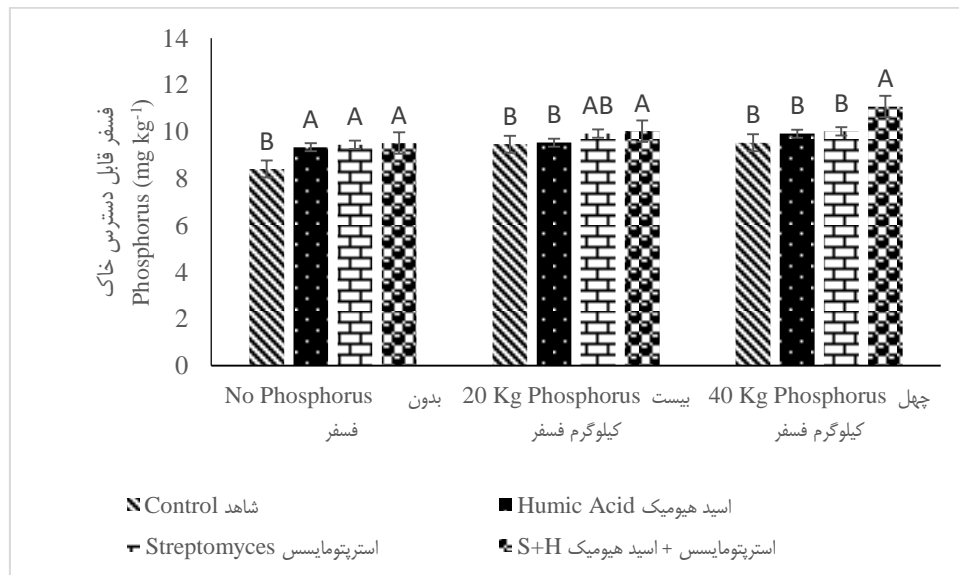 14
12
10
8
6
4
2
0
فسفر قابل دسترس خاک
Phosphorus (mg kg⁻¹)
B A A A B B AB A B B B A
No Phosphorus بدون فسفر
20 Kg Phosphorus بیست کیلوگرم فسفر
40 Kg Phosphorus چهل کیلوگرم فسفر
Control شاهد
Humic Acid اسید هیومیک
Streptomyces استرپتومایسس
S+H استرپتومایسس + اسید هیومیک